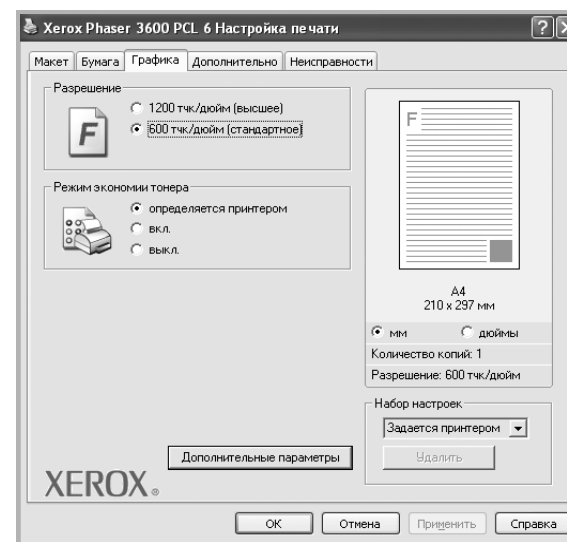 Xerox Phaser 3600 PCL 6 Настройка печати
Макет Бумага Графика Дополнительно Неисправности
Разрешение
1200 тчк/дюйм (высшее)
600 тчк/дюйм (стандартное)
F
Режим экономии тонера
определяется принтером
вкл.
выкл.
F
A4
210 x 297 мм
мм дюймы
Количество копий: 1
Разрешение: 600 тчк/дюйм
Набор настроек
Задается принтером
Удалить
Дополнительные параметры
XEROX®
ОК Отмена Применить Справка